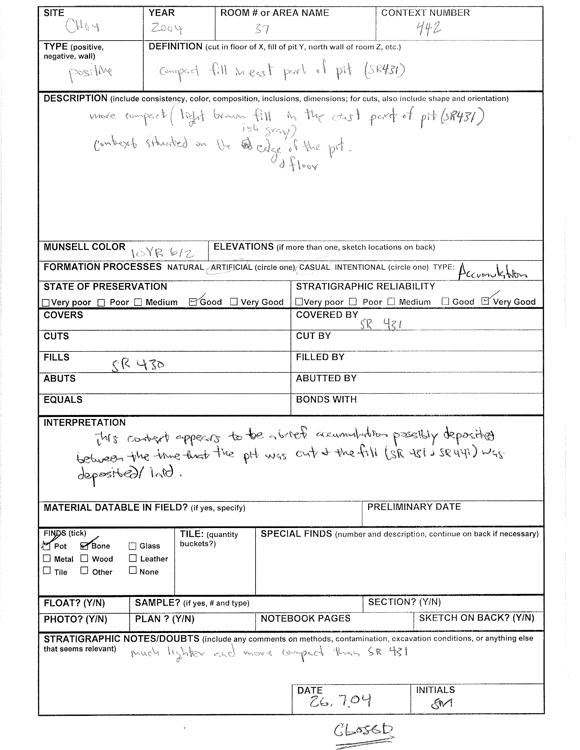 SITE YEAR ROOM # or AREA NAME CONTEXT NUMBER
CH04 2004 37 442
TYPE (positive, negative, wall) DEFINITION (cut in floor of X, fill of pit Y, north wall of room Z, etc.)
positive compact fill in east part of pit (SR431)
DESCRIPTION (include consistency, color, composition, inclusions, dimensions; for cuts, also include shape and orientation)
more compact/light brown fill in the east part of pit (SR431)
ish gray)
context situated on the edge of the pit.
floor
MUNSELL COLOR 10YR 6/2 ELEVATIONS (if more than one, sketch locations on back)
FORMATION PROCESSES NATURAL ARTIFICIAL (circle one) CASUAL INTENTIONAL (circle one) TYPE: Accumulation
STATE OF PRESERVATION STRATIGRAPHIC RELIABILITY
Very poor Poor Medium Good Very Good Very poor Poor Medium Good Very Good
COVERS COVERED BY SR 431
CUTS CUT BY
FILLS SR 430 FILLED BY
ABUTS ABUTTED BY
EQUALS BONDS WITH
INTERPRETATION
This context appears to be a brief accumulation possibly deposited
between the time that the pit was cut & the fill (SR 431 & SR441) was
deposited/ laid.
MATERIAL DATABLE IN FIELD? (if yes, specify) PRELIMINARY DATE
FINDS (tick) TILE: (quantity buckets?) SPECIAL FINDS (number and description, continue on back if necessary)
Pot Bone Glass
Metal Wood Leather
Tile Other None
FLOAT? (Y/N) SAMPLE? (if yes, # and type) SECTION? (Y/N)
PHOTO? (Y/N) PLAN ? (Y/N) NOTEBOOK PAGES SKETCH ON BACK? (Y/N)
STRATIGRAPHIC NOTES/DOUBTS (include any comments on methods, contamination, excavation conditions, or anything else
that seems relevant) much lighter and more compact than SR 431
DATE INITIALS
26.7.04 SM
CLOSED